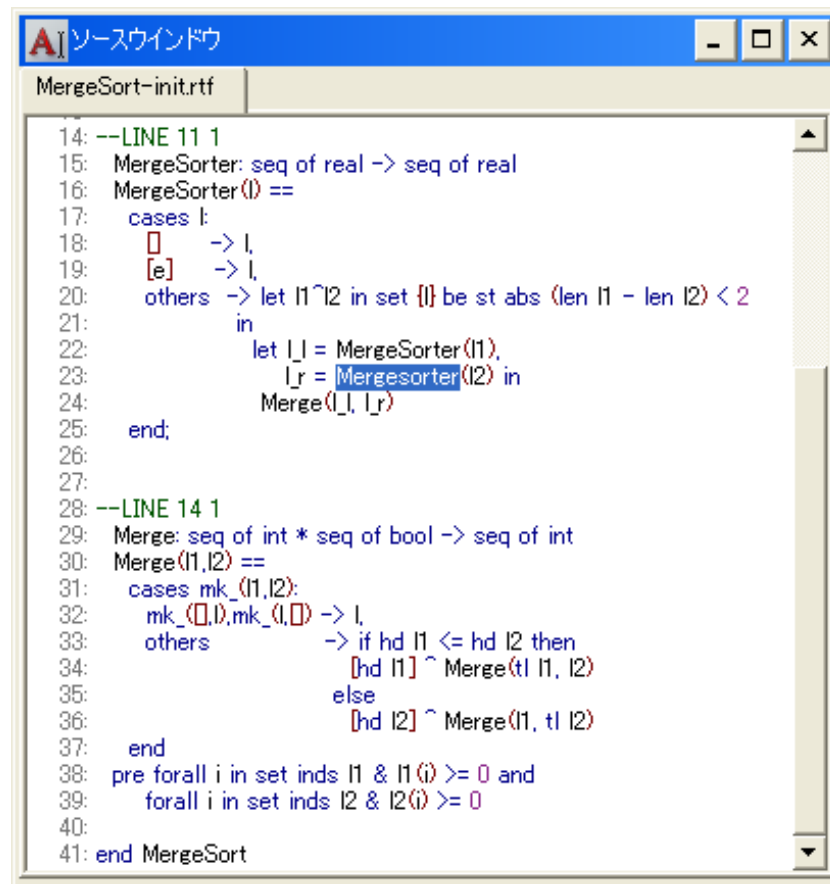 ソースウインドウ
MergeSort-init.rtf
14: --LINE 11 1
15: MergeSorter: seq of real -> seq of real
16: MergeSorter(l) ==
17: cases l:
18: [] -> l,
19: [e] -> l,
20: others -> let l1^l2 in set {l} be st abs (len l1 - len l2) < 2
21: in
22: let l_l = MergeSorter(l1),
23: l_r = Mergesorter(l2) in
24: Merge(l_l, l_r)
25: end;
26:
27:
28: --LINE 14 1
29: Merge: seq of int * seq of bool -> seq of int
30: Merge(l1,l2) ==
31: cases mk_(l1,l2):
32: mk_([],l),mk_(l,[]) -> l,
33: others -> if hd l1 <= hd l2 then
34: [hd l1] ^ Merge(tl l1, l2)
35: else
36: [hd l2] ^ Merge(l1, tl l2)
37: end
38: pre forall i in set inds l1 & l1(i) >= 0 and
39: forall i in set inds l2 & l2(i) >= 0
40:
41: end MergeSort